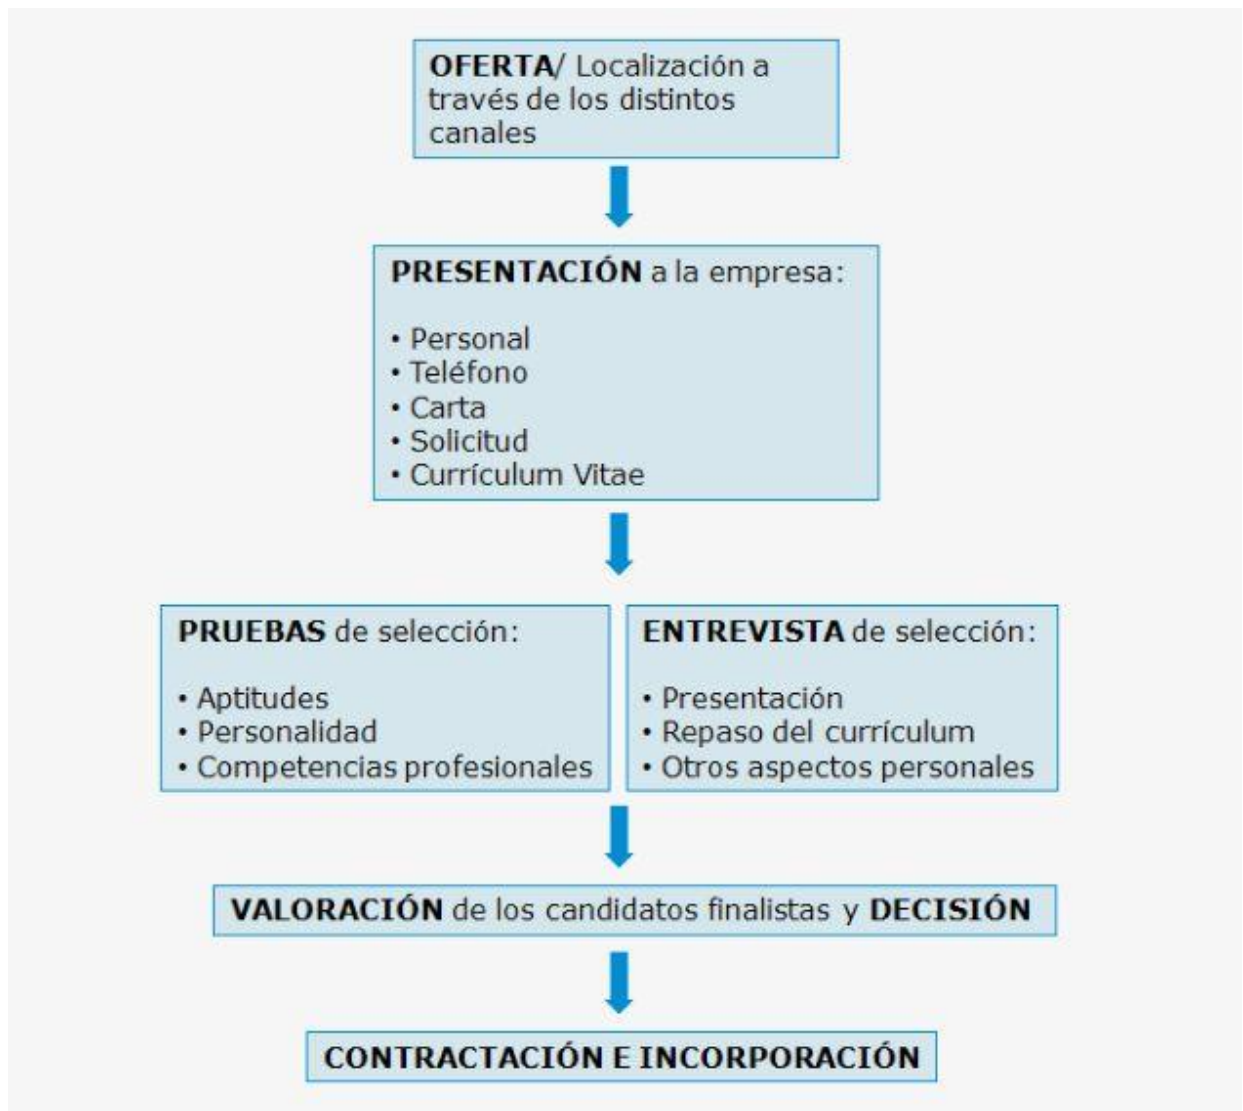 OFERTA/ Localización a
través de los distintos
canales
PRESENTACIÓN a la empresa:
• Personal
• Teléfono
• Carta
• Solicitud
• Currículum Vitae
PRUEBAS de selección:
• Aptitudes
• Personalidad
• Competencias profesionales
ENTREVISTA de selección:
• Presentación
• Repaso del currículum
• Otros aspectos personales
VALORACIÓN de los candidatos finalistas y DECISIÓN
CONTRACTACIÓN E INCORPORACIÓN